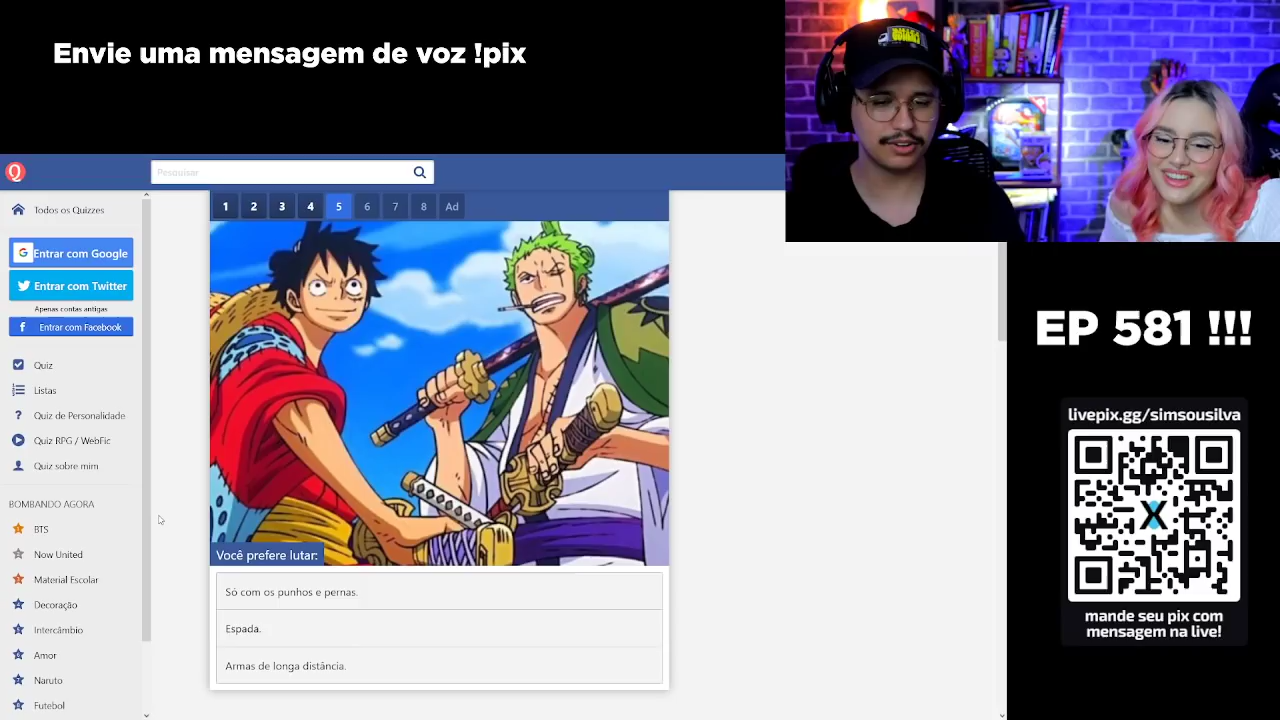 Envie uma mensagem de voz !pix
Pesquisar
1 2 3 4 5 6 7 8 Ad
Todos os Quizzes
G Entrar com Google
Entrar com Twitter
Apenas contas antigas
f Entrar com Facebook
Quiz
Listas
? Quiz de Personalidade
Quiz RPG / WebFic
Quiz sobre mim
BOMBANDO AGORA
BTS
Now United
Material Escolar
Decoração
Intercâmbio
Amor
Naruto
Futebol
Você prefere lutar:
Só com os punhos e pernas.
Espada.
Armas de longa distância.
EP 581 !!!
livepix.gg/simsousilva
X
mande seu pix com
mensagem na live!